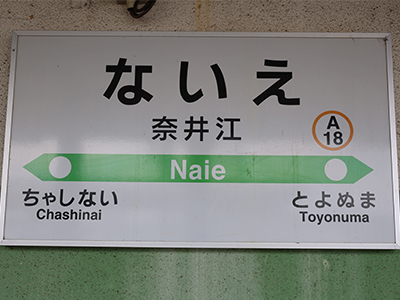 ないえ
奈井江
A
18
Naie
ちゃしない
Chashinai
とよぬま
Toyonuma